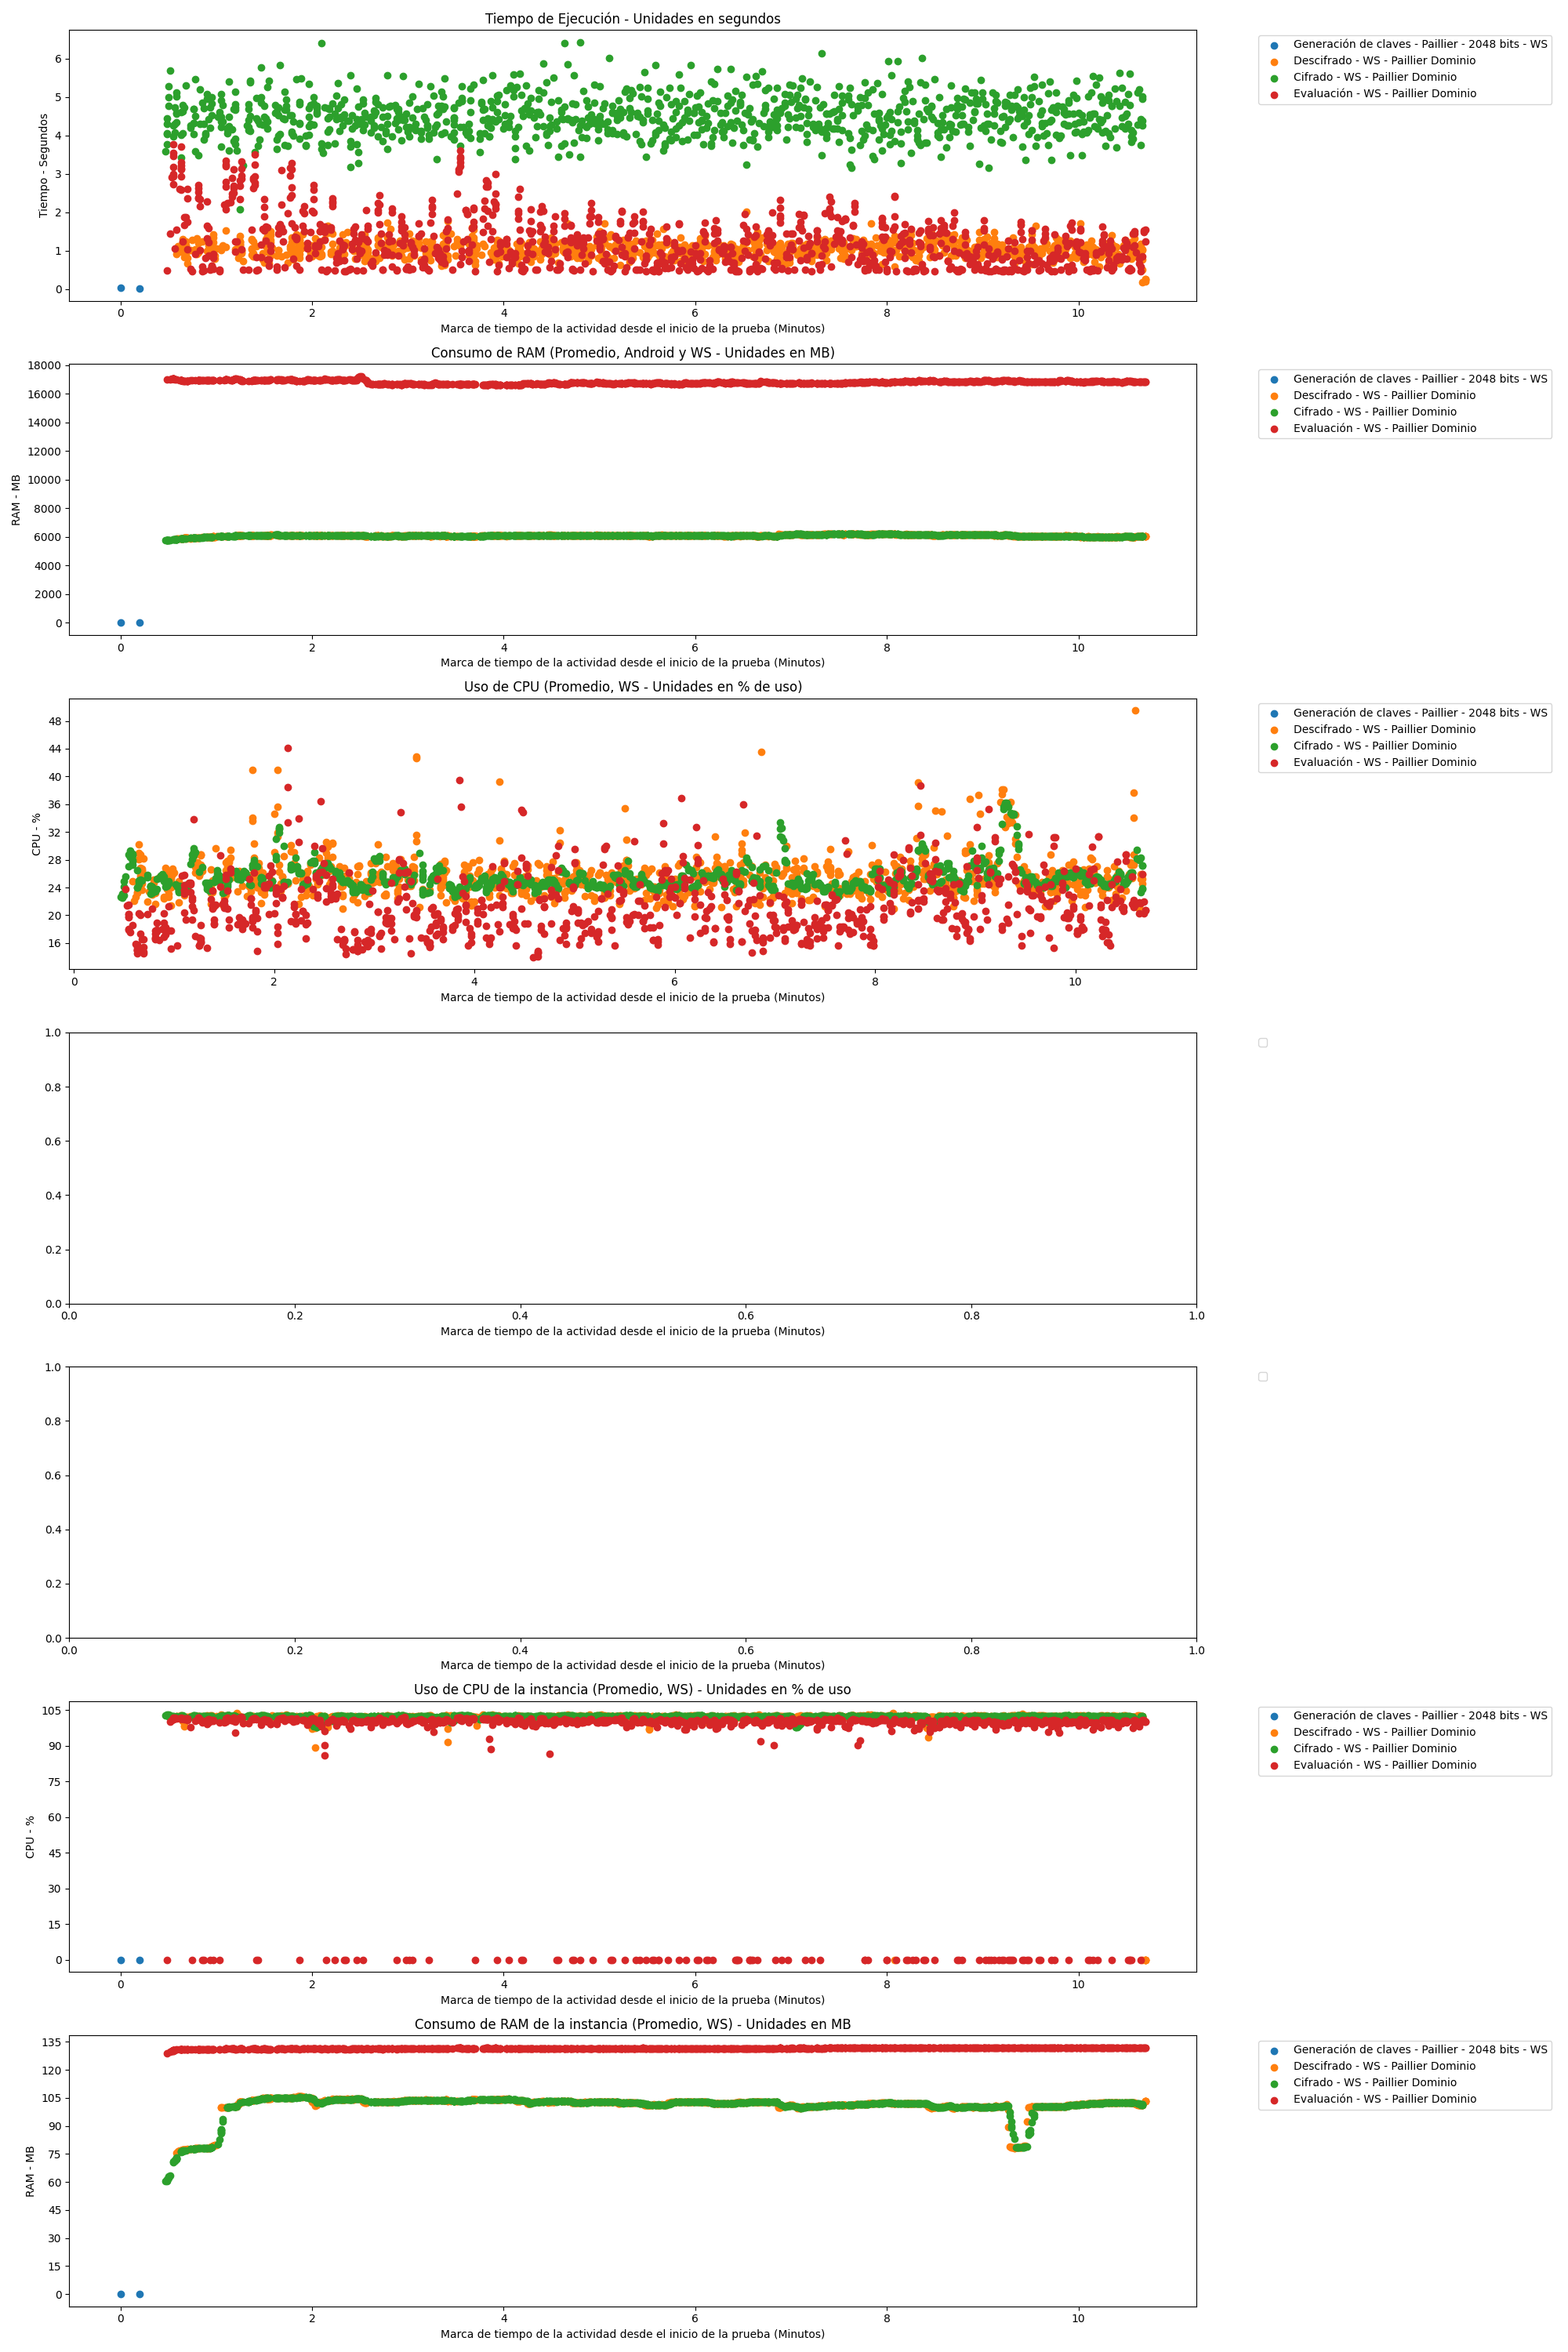 Tiempo de Ejecución - Unidades en segundos
Tiempo - Segundos
6
5
4
3
2
1
0
0 2 4 6 8 10
Marca de tiempo de la actividad desde el inicio de la prueba (Minutos)
Generación de claves - Paillier - 2048 bits - WS
Descifrado - WS - Paillier Dominio
Cifrado - WS - Paillier Dominio
Evaluación - WS - Paillier Dominio
Consumo de RAM (Promedio, Android y WS - Unidades en MB)
RAM - MB
18000
16000
14000
12000
10000
8000
6000
4000
2000
0
0 2 4 6 8 10
Marca de tiempo de la actividad desde el inicio de la prueba (Minutos)
Generación de claves - Paillier - 2048 bits - WS
Descifrado - WS - Paillier Dominio
Cifrado - WS - Paillier Dominio
Evaluación - WS - Paillier Dominio
Uso de CPU (Promedio, WS - Unidades en % de uso)
CPU - %
48
44
40
36
32
28
24
20
16
0 2 4 6 8 10
Marca de tiempo de la actividad desde el inicio de la prueba (Minutos)
Generación de claves - Paillier - 2048 bits - WS
Descifrado - WS - Paillier Dominio
Cifrado - WS - Paillier Dominio
Evaluación - WS - Paillier Dominio
1.0
0.8
0.6
0.4
0.2
0.0
0.0 0.2 0.4 0.6 0.8 1.0
Marca de tiempo de la actividad desde el inicio de la prueba (Minutos)
1.0
0.8
0.6
0.4
0.2
0.0
0.0 0.2 0.4 0.6 0.8 1.0
Marca de tiempo de la actividad desde el inicio de la prueba (Minutos)
Uso de CPU de la instancia (Promedio, WS) - Unidades en % de uso
CPU - %
105
90
75
60
45
30
15
0
0 2 4 6 8 10
Marca de tiempo de la actividad desde el inicio de la prueba (Minutos)
Generación de claves - Paillier - 2048 bits - WS
Descifrado - WS - Paillier Dominio
Cifrado - WS - Paillier Dominio
Evaluación - WS - Paillier Dominio
Consumo de RAM de la instancia (Promedio, WS) - Unidades en MB
RAM - MB
135
120
105
90
75
60
45
30
15
0
0 2 4 6 8 10
Marca de tiempo de la actividad desde el inicio de la prueba (Minutos)
Generación de claves - Paillier - 2048 bits - WS
Descifrado - WS - Paillier Dominio
Cifrado - WS - Paillier Dominio
Evaluación - WS - Paillier Dominio